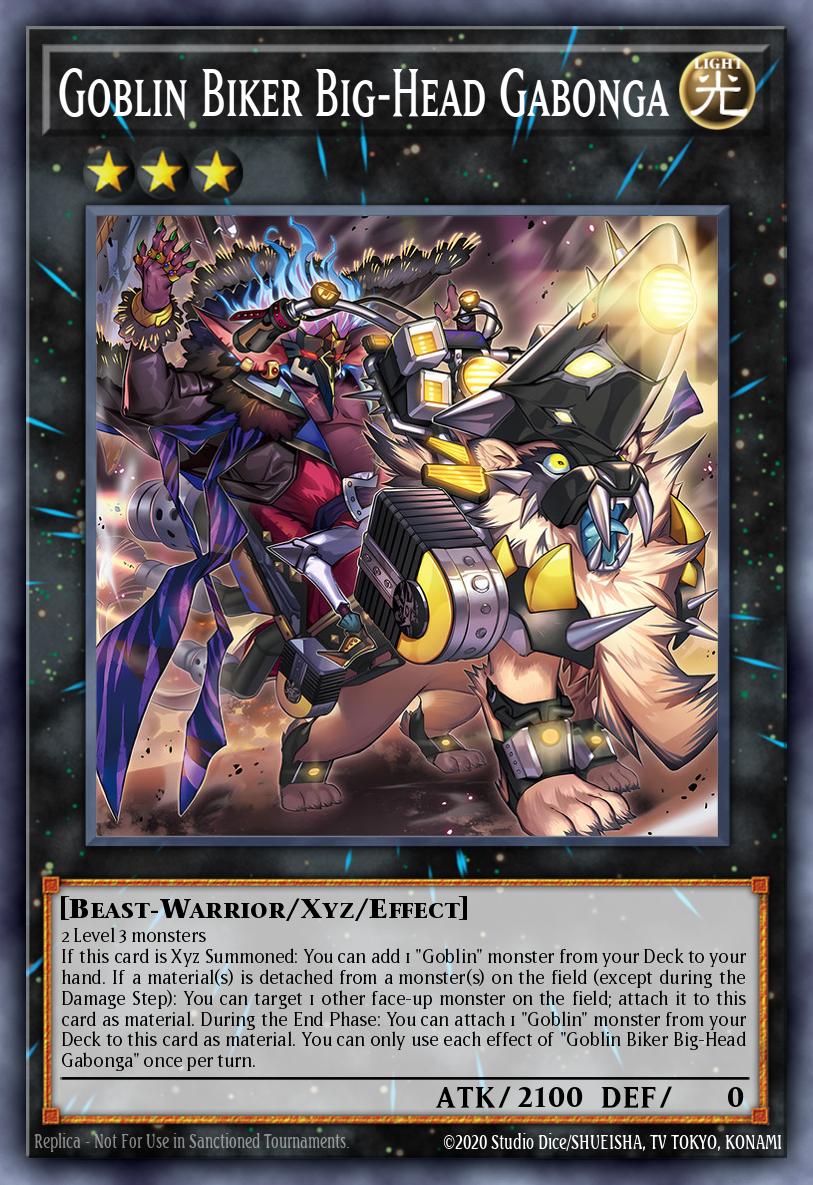 Goblin Biker Big-Head Gabonga
LIGHT
光
[Beast-Warrior/Xyz/Effect]
2 Level 3 monsters
If this card is Xyz Summoned: You can add 1 "Goblin" monster from your Deck to your
hand. If a material(s) is detached from a monster(s) on the field (except during the
Damage Step): You can target 1 other face-up monster on the field; attach it to this
card as material. During the End Phase: You can attach 1 "Goblin" monster from your
Deck to this card as material. You can only use each effect of "Goblin Biker Big-Head
Gabonga" once per turn.
ATK/ 2100 DEF/ 0
Replica - Not For Use in Sanctioned Tournaments.
©2020 Studio Dice/SHUEISHA, TV TOKYO, KONAMI